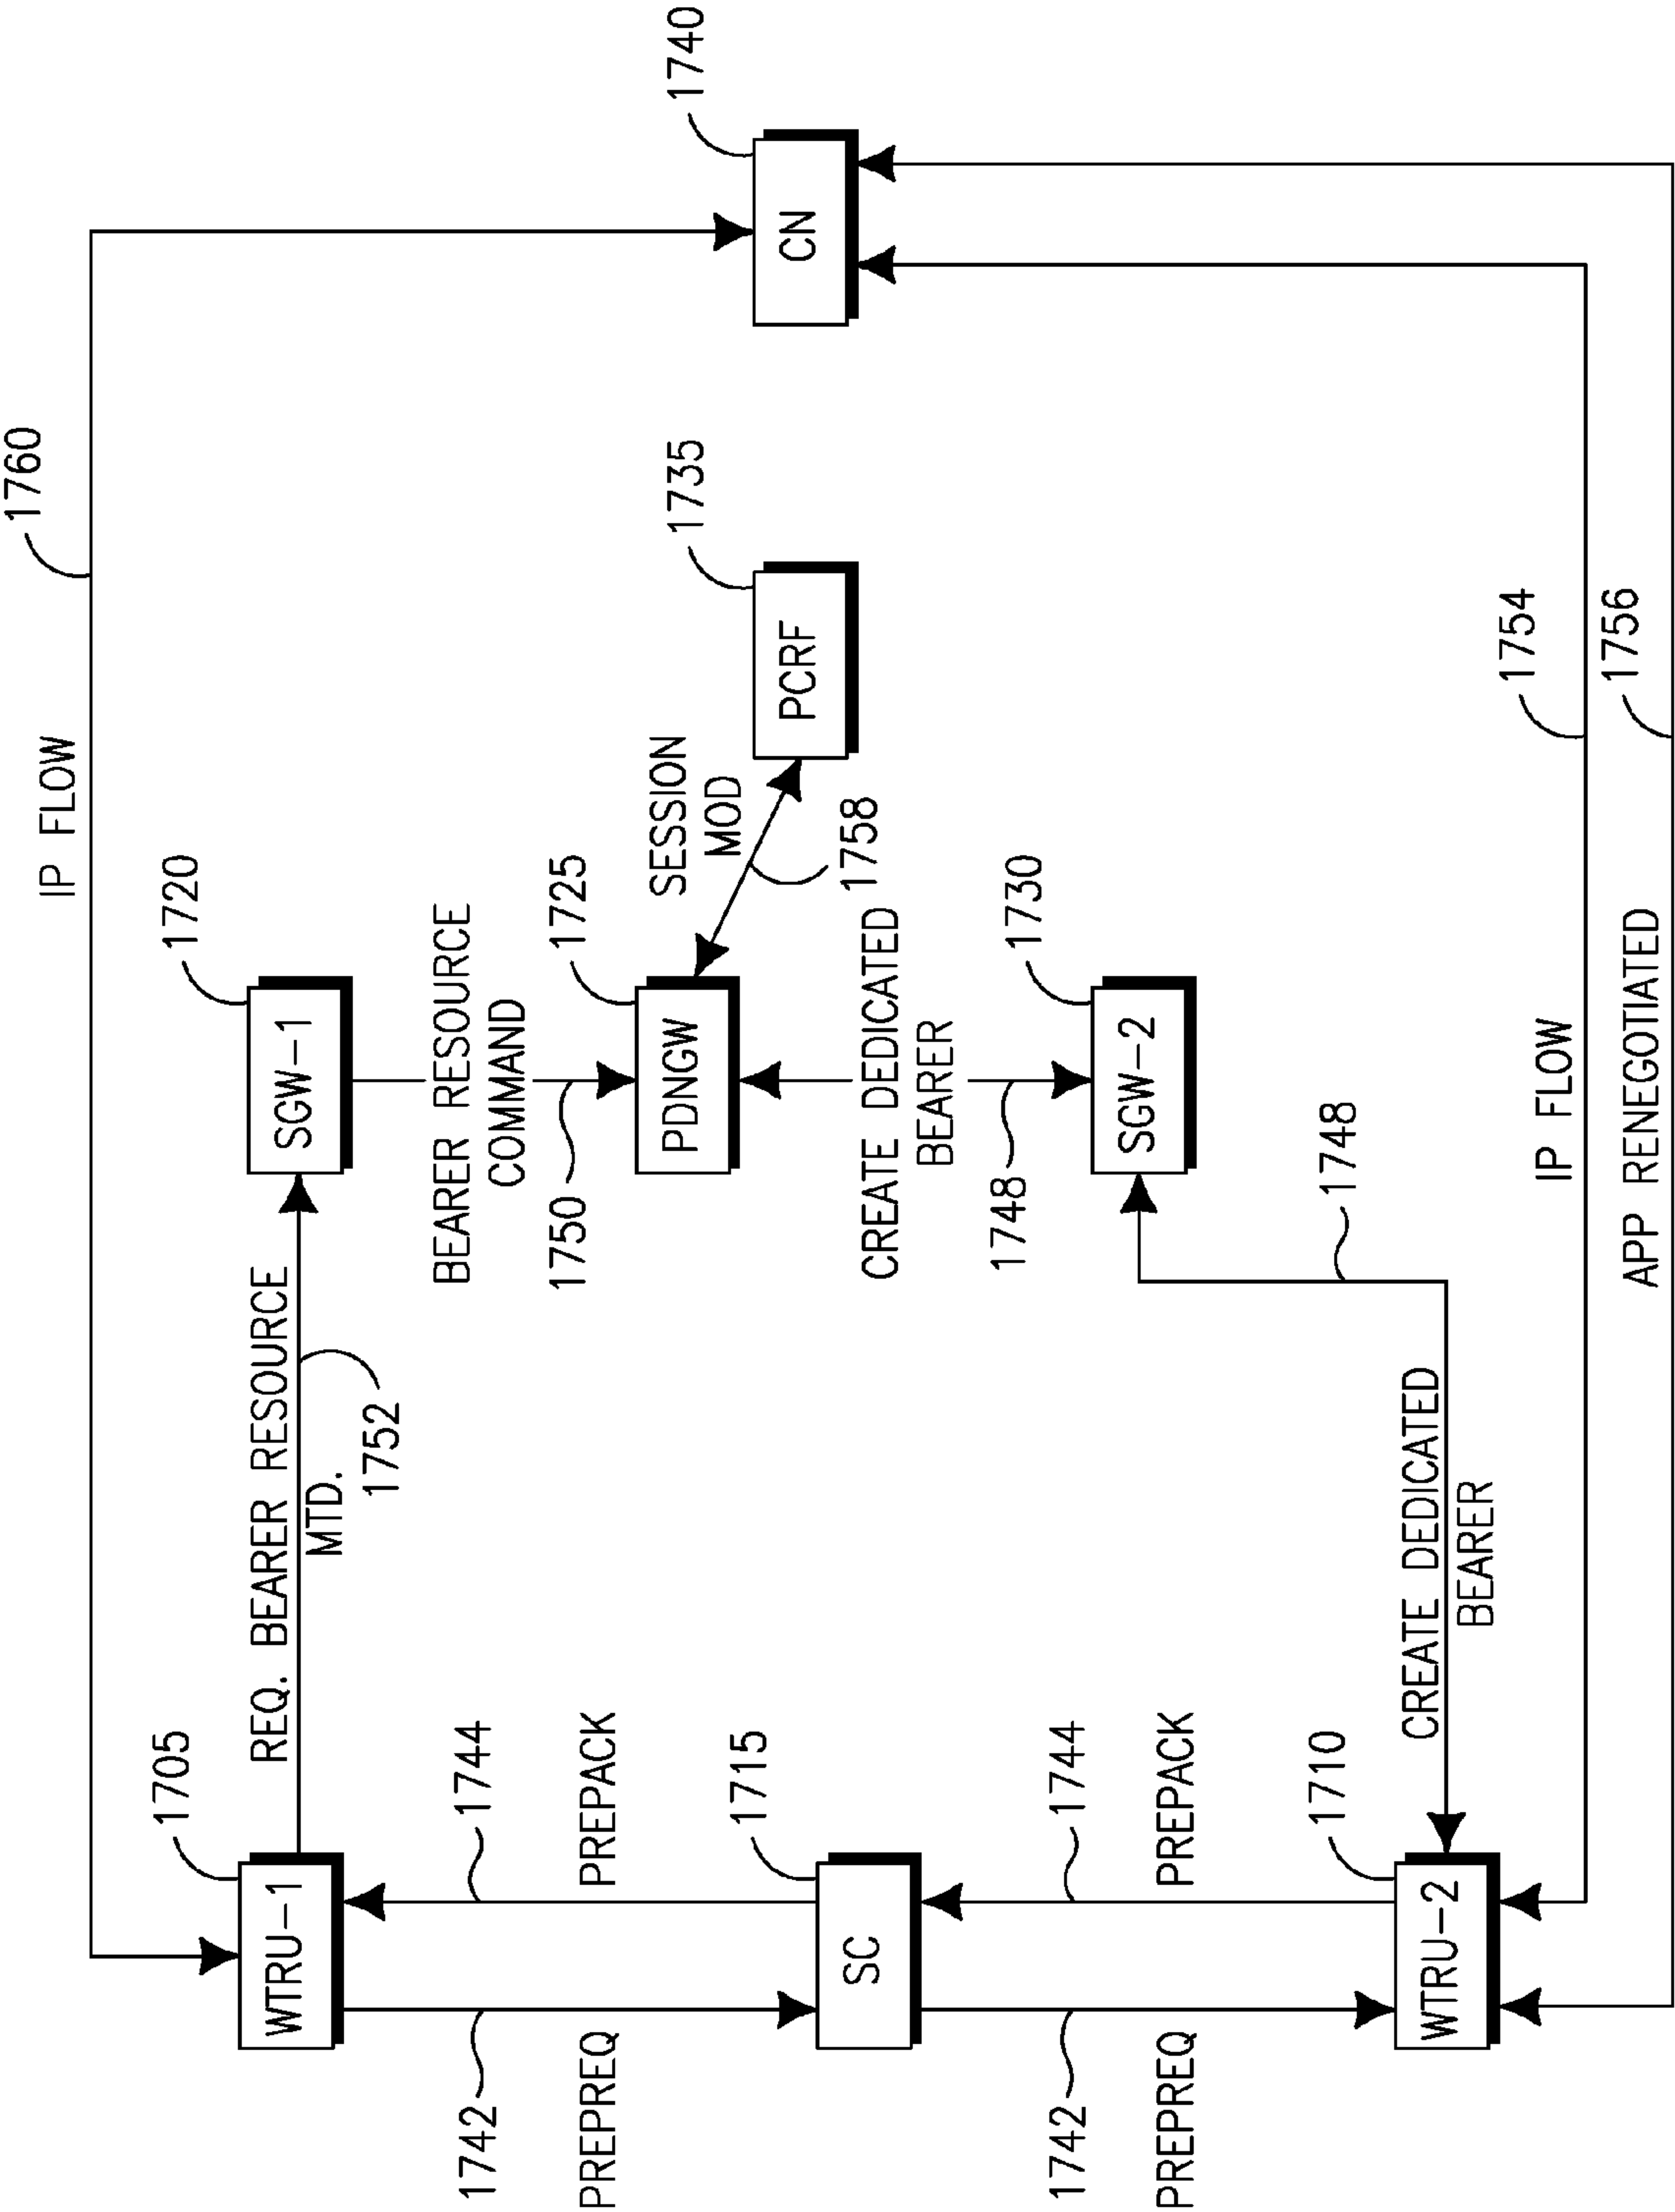 1760
IP FLOW
1705
WTRU-1
REQ. BEARER RESOURCE
MTD.
1752
1720
SGW-1
1742
PREPREQ
1744
PREPACK
BEARER RESOURCE
COMMAND
1750
1715
SC
1725
PDNGW
SESSION
MOD
1758
1735
PCRF
1740
CN
1742
PREPREQ
1744
PREPACK
CREATE DEDICATED
BEARER
1748
1730
SGW-2
1748
1710
WTRU-2
CREATE DEDICATED
BEARER
IP FLOW
1754
APP RENEGOTIATED
1756